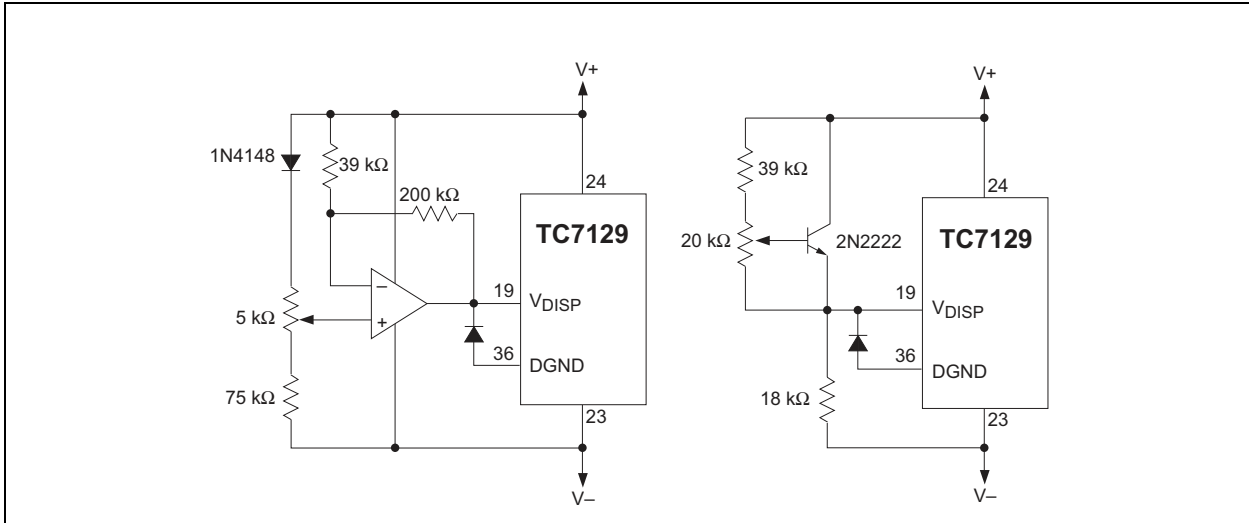 V+
1N4148
39 kΩ
200 kΩ
24
TC7129
5 kΩ
–
+
19
VDISP
36
DGND
75 kΩ
23
V–
V+
39 kΩ
24
TC7129
20 kΩ
2N2222
19
VDISP
36
DGND
18 kΩ
23
V–